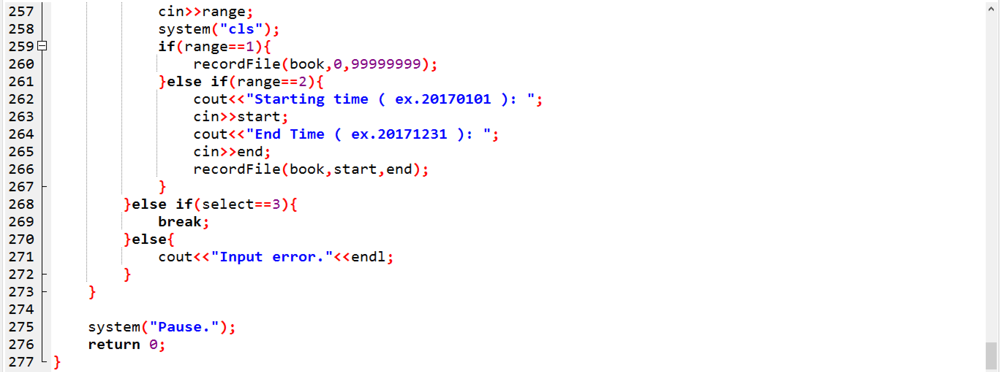 257 cin>>range;
258 system("cls");
259 if(range==1){
260 recordFile(book,0,99999999);
261 }else if(range==2){
262 cout<<"Starting time ( ex.20170101 ): ";
263 cin>>start;
264 cout<<"End Time ( ex.20171231 ): ";
265 cin>>end;
266 recordFile(book,start,end);
267 }
268 }else if(select==3){
269 break;
270 }else{
271 cout<<"Input error."<<endl;
272 }
273 }
274
275 system("Pause.");
276 return 0;
277 }